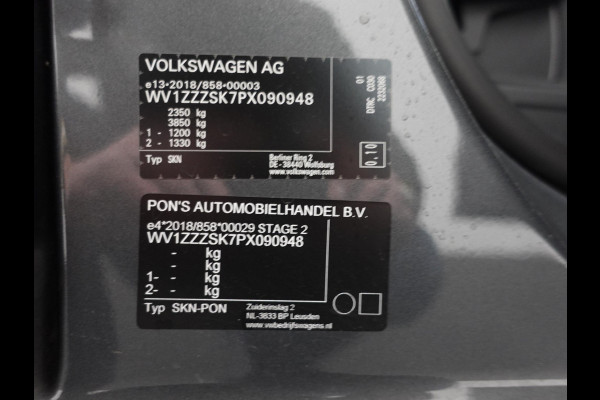 VOLKSWAGEN AG
e13*2018/858*00003
WV1ZZZSK7PX090948
2350 kg
3850 kg
1 - 1200 kg
2 - 1330 kg
Typ SKN
Berliner Ring 2
DE - 38440 Wolfsburg
www.volkswagen.com
01
DTRC C030
0.10
PON'S AUTOMOBIELHANDEL B.V.
e4*2018/858*00029 STAGE 2
WV1ZZZSK7PX090948
- kg
- kg
1- - kg
2- - kg
Typ SKN-PON
Zuiderinslag 2
NL-3833 BP Leusden
www.vwbedrijfswagens.nl